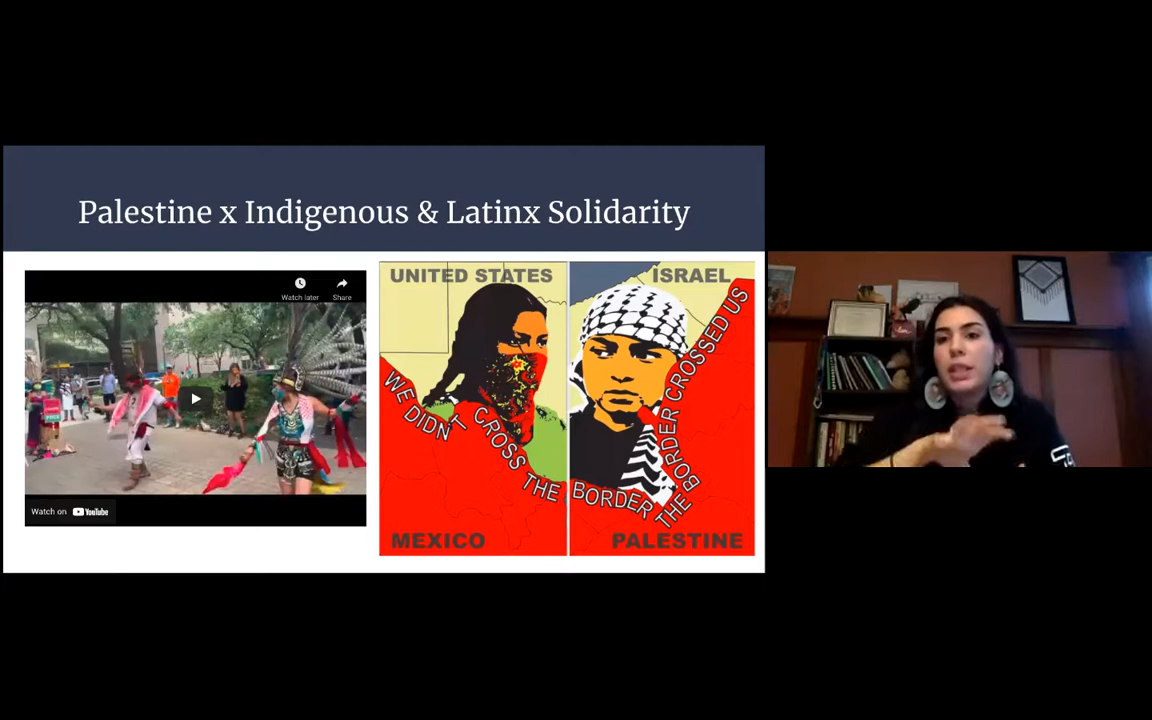 Palestine x Indigenous & Latinx Solidarity
Watch later
Share
Watch on YouTube
UNITED STATES
ISRAEL
WE DIDN'T CROSS THE BORDER THE BORDER CROSSED US
MEXICO
PALESTINE